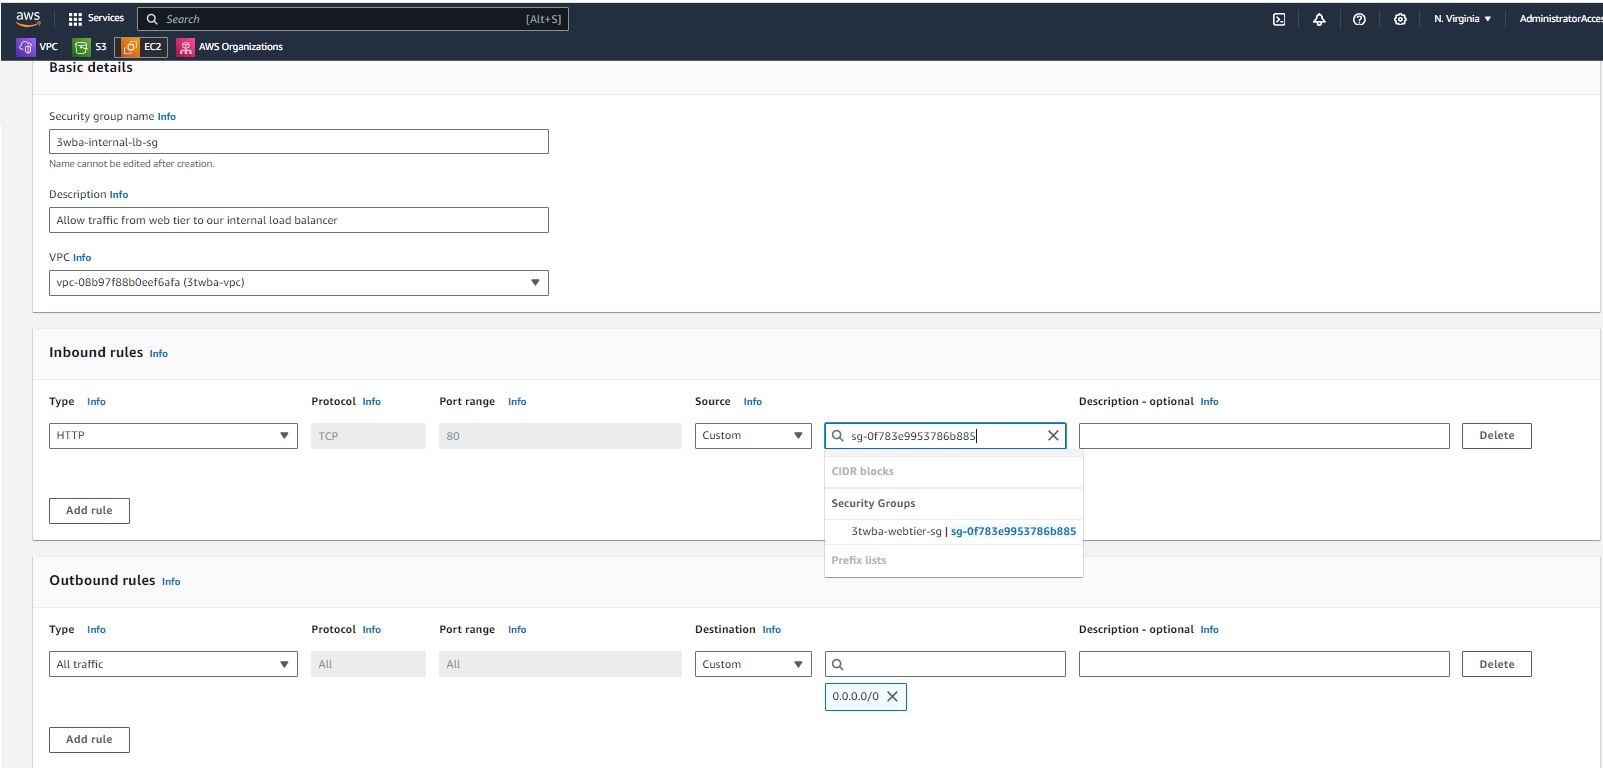 aws Services Search [Alt+S] N. Virginia AdministratorAcces
VPC S3 EC2 AWS Organizations
Basic details
Security group name Info
3wba-internal-lb-sg
Name cannot be edited after creation.
Description Info
Allow traffic from web tier to our internal load balancer
VPC Info
vpc-08b97f88b0eef6afa (3twba-vpc)
Inbound rules Info
Type Info Protocol Info Port range Info Source Info Description - optional Info
HTTP TCP 80 Custom sg-0f783e9953786b885 Delete
CIDR blocks
Security Groups
3twba-webtier-sg | sg-0f783e9953786b885
Prefix lists
Add rule
Outbound rules Info
Type Info Protocol Info Port range Info Destination Info Description - optional Info
All traffic All All Custom Delete
0.0.0.0/0
Add rule